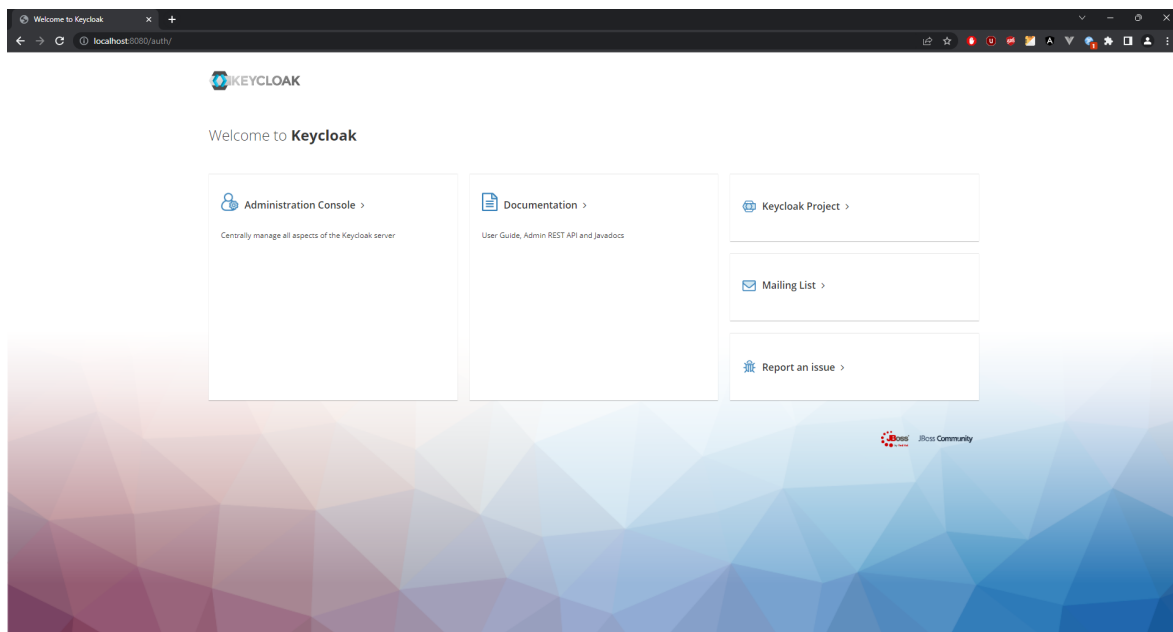 Welcome to Keycloak
localhost:8080/auth/
KEYCLOAK
Welcome to Keycloak
Administration Console >
Centrally manage all aspects of the Keycloak server
Documentation >
User Guide, Admin REST API and Javadocs
Keycloak Project >
Mailing List >
Report an issue >
JBoss JBoss Community